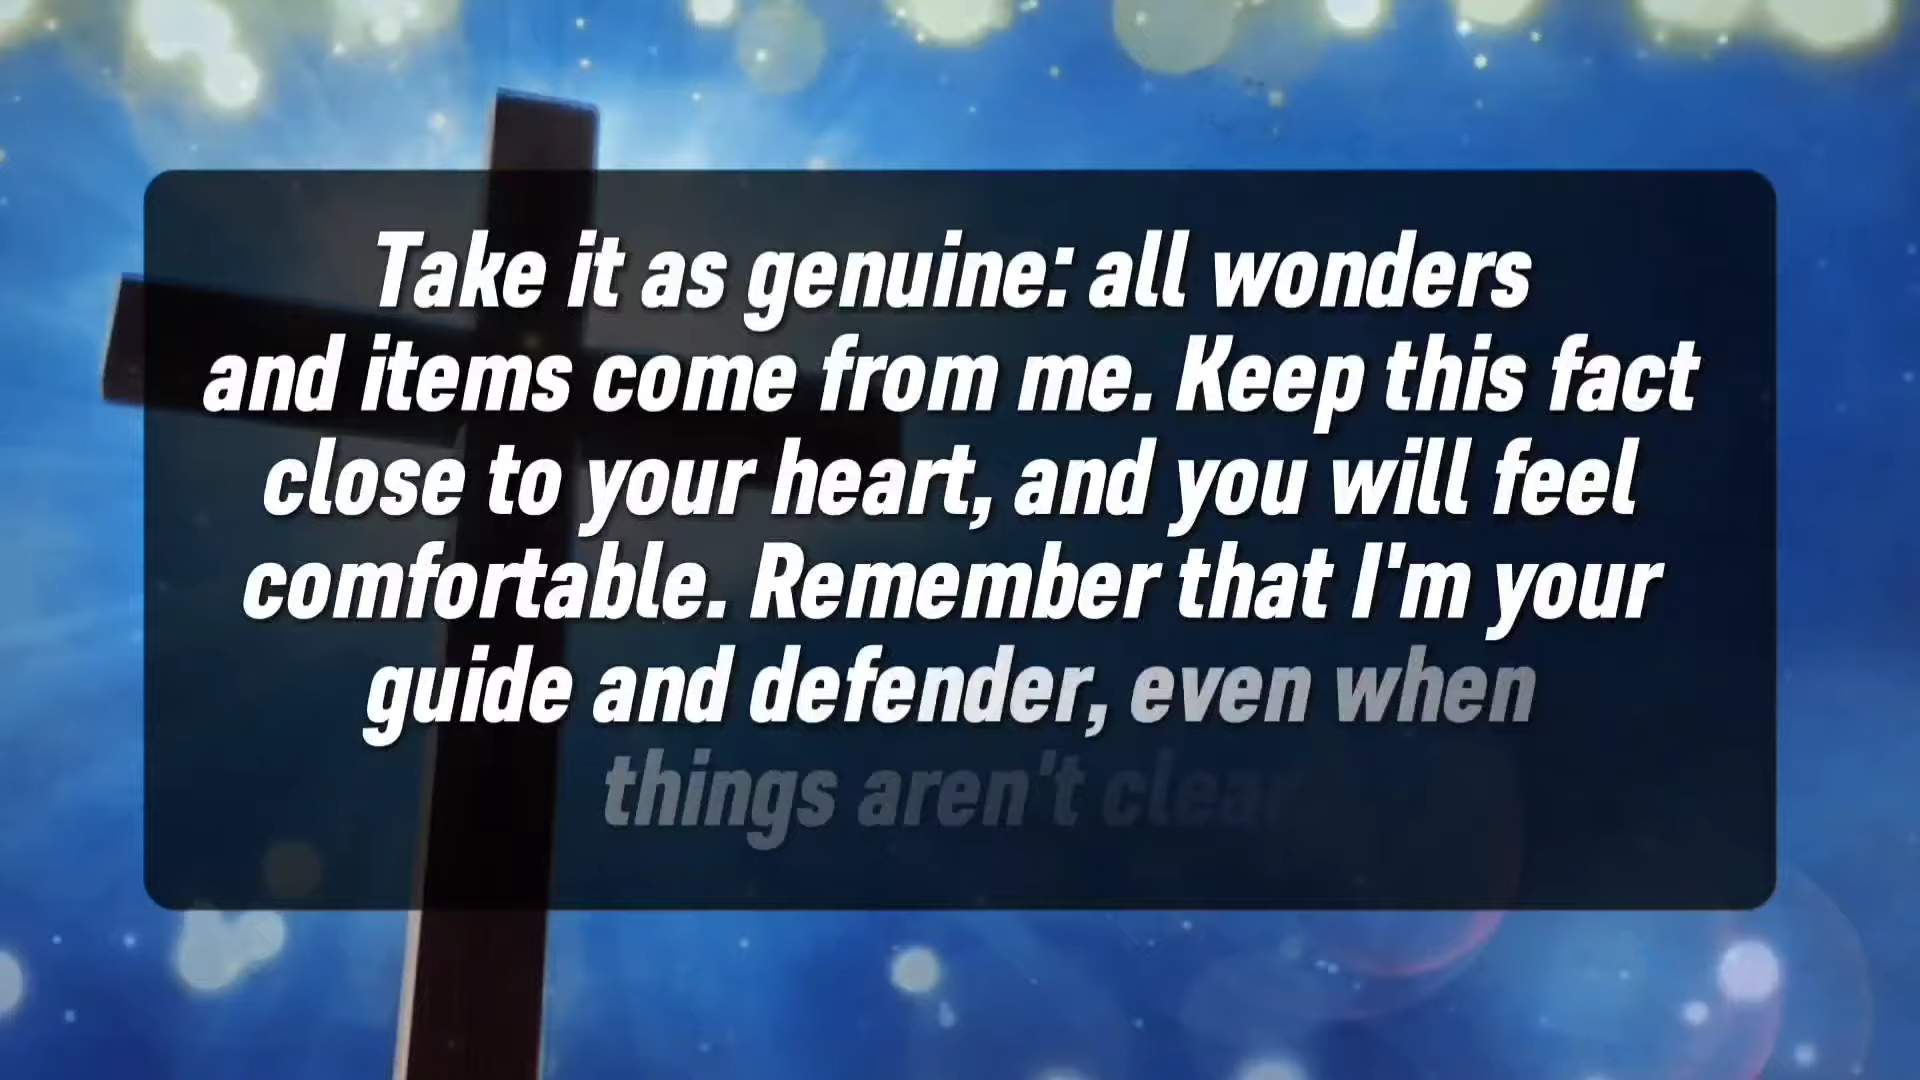 Take it as genuine: all wonders
and items come from me. Keep this fact
close to your heart, and you will feel
comfortable. Remember that I'm your
guide and defender, even when
things aren't clear.